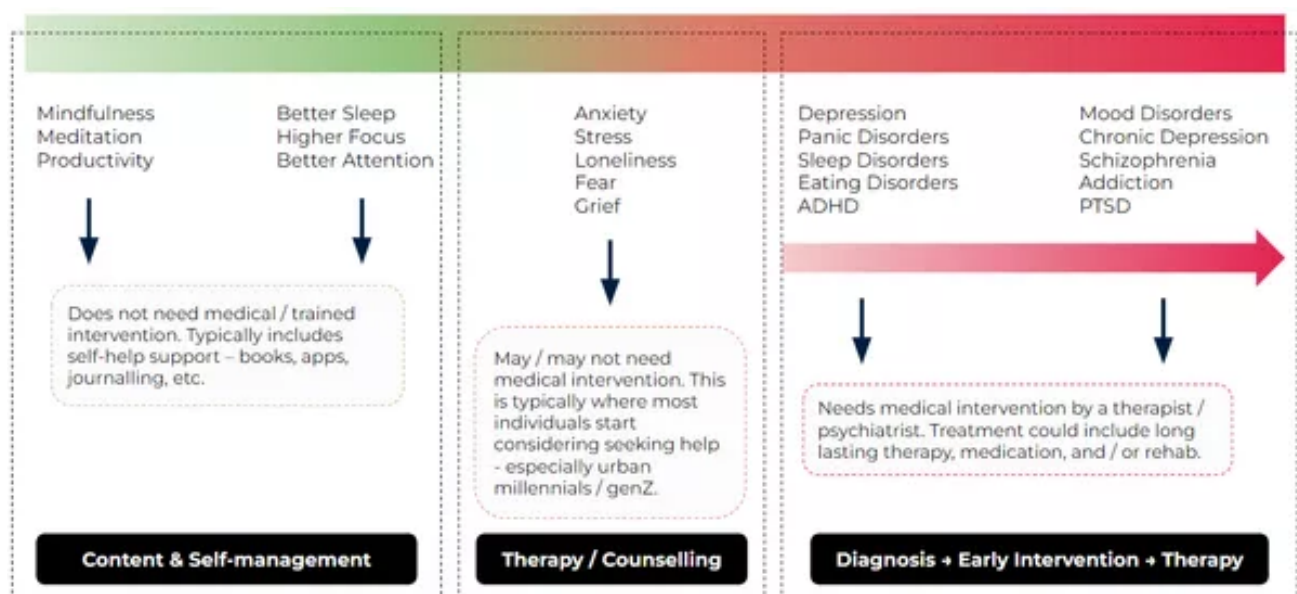 Mindfulness
Meditation
Productivity
Better Sleep
Higher Focus
Better Attention
Does not need medical / trained
intervention. Typically includes
self-help support – books, apps,
journalling, etc.
Content & Self-management
Anxiety
Stress
Loneliness
Fear
Grief
May / may not need
medical intervention. This
is typically where most
individuals start
considering seeking help
- especially urban
millennials / genZ.
Therapy / Counselling
Depression
Panic Disorders
Sleep Disorders
Eating Disorders
ADHD
Mood Disorders
Chronic Depression
Schizophrenia
Addiction
PTSD
Needs medical intervention by a therapist /
psychiatrist. Treatment could include long
lasting therapy, medication, and / or rehab.
Diagnosis → Early Intervention → Therapy